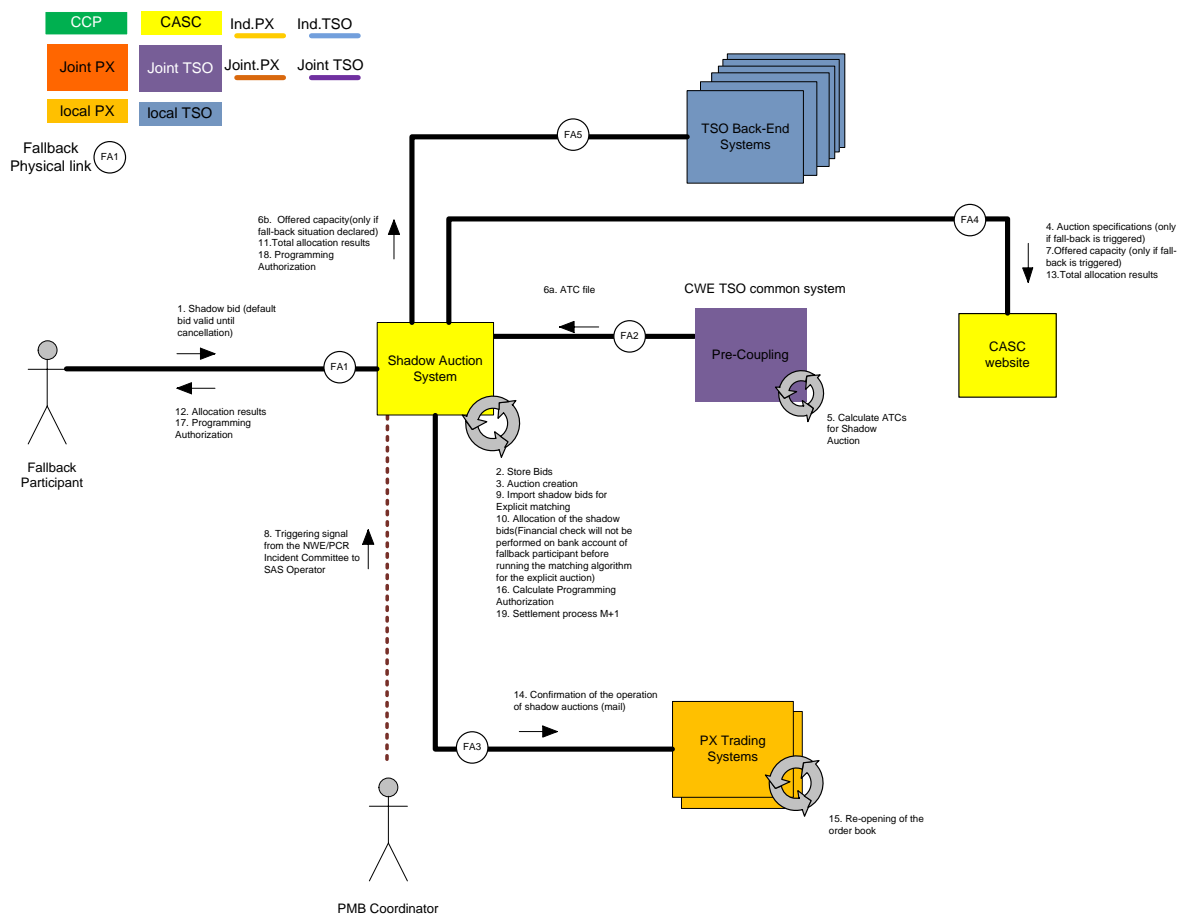 CCP
CASC
Ind.PX
Ind.TSO
Joint PX
Joint TSO
Joint.PX
Joint TSO
local PX
local TSO
Fallback
Physical link
FA1
TSO Back-End
Systems
FA5
FA4
6b.  Offered capacity(only if
fall-back situation declared)
11.Total allocation results
18. Programming
Authorization
4. Auction specifications (only
if fall-back is triggered)
7.Offered capacity (only if fall-
back is triggered)
13.Total allocation results
6a. ATC file
CWE TSO common system
1. Shadow bid (default
bid valid until
cancellation)
FA2
Pre-Coupling
Shadow Auction
System
CASC
website
FA1
12. Allocation results
17. Programming
Authorization
5. Calculate ATCs
for Shadow
Auction
Fallback
Participant
2. Store Bids
3. Auction creation
9. Import shadow bids for
Explicit matching
10. Allocation of the shadow
bids(Financial check will not be
performed on bank account of
fallback participant before
running the matching algorithm
for the explicit auction)
16. Calculate Programming
Authorization
19. Settlement process M+1
8. Triggering signal
from the NWE/PCR
Incident Committee to
SAS Operator
14. Confirmation of the operation
of shadow auctions (mail)
FA3
PX Trading
Systems
15. Re-opening of the
order book
PMB Coordinator